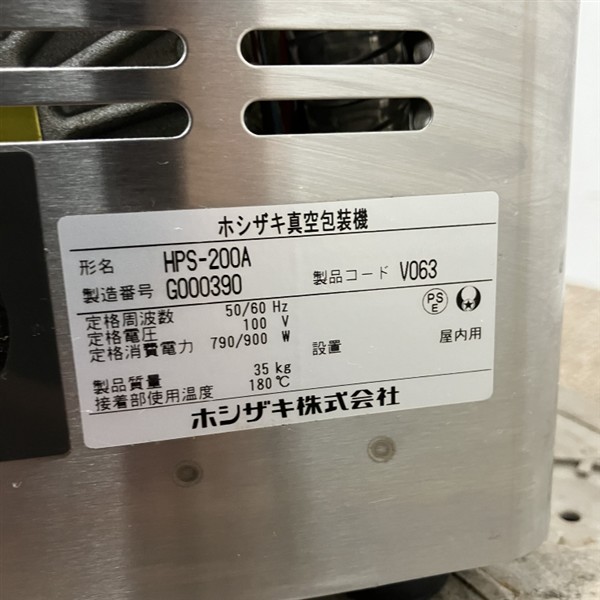 ホシザキ真空包装機
形名 HPS-200A
製造番号 G000390 製品コード V063
定格周波数 50/60 Hz
定格電圧 100 V
定格消費電力 790/900 W
設置 屋内用
製品質量 35 kg
接着部使用温度 180℃
ホシザキ株式会社
PS
E